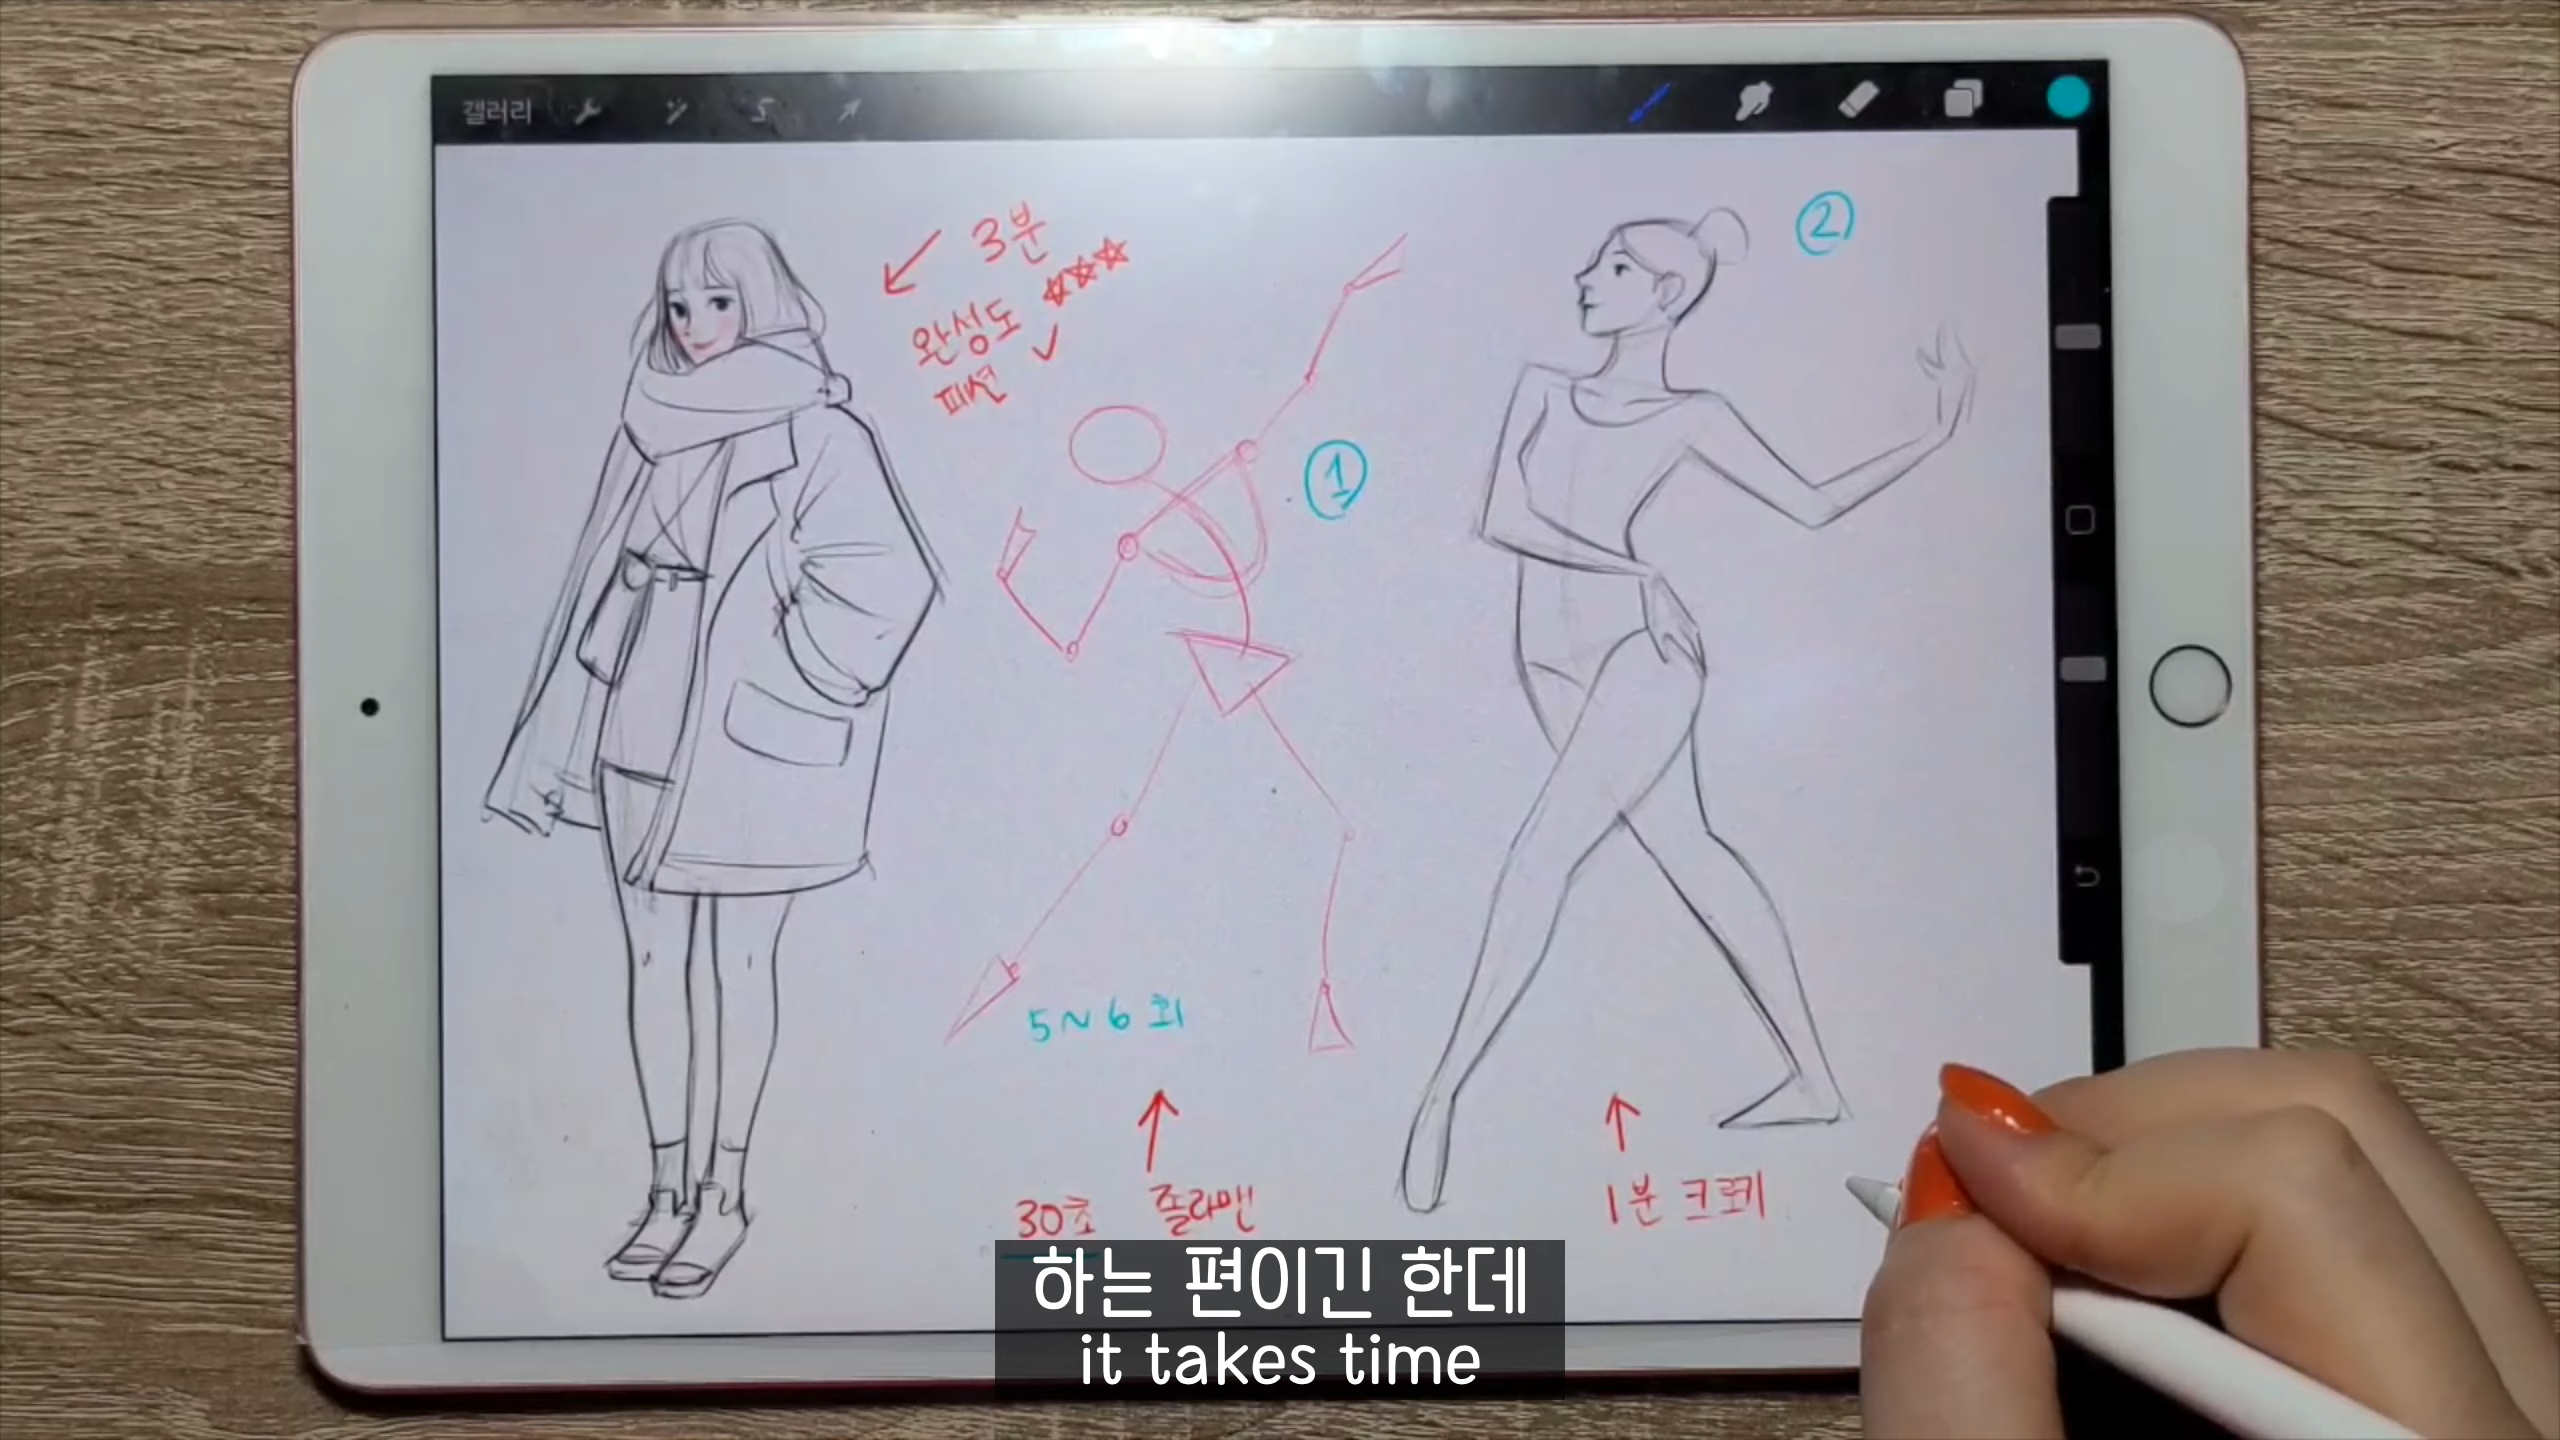 갤러리
3분
완성도 ☆☆☆
패션 ✓
①
②
5~6회
30초 졸라맨
1분 크로키
하는 편이긴 한데
it takes time